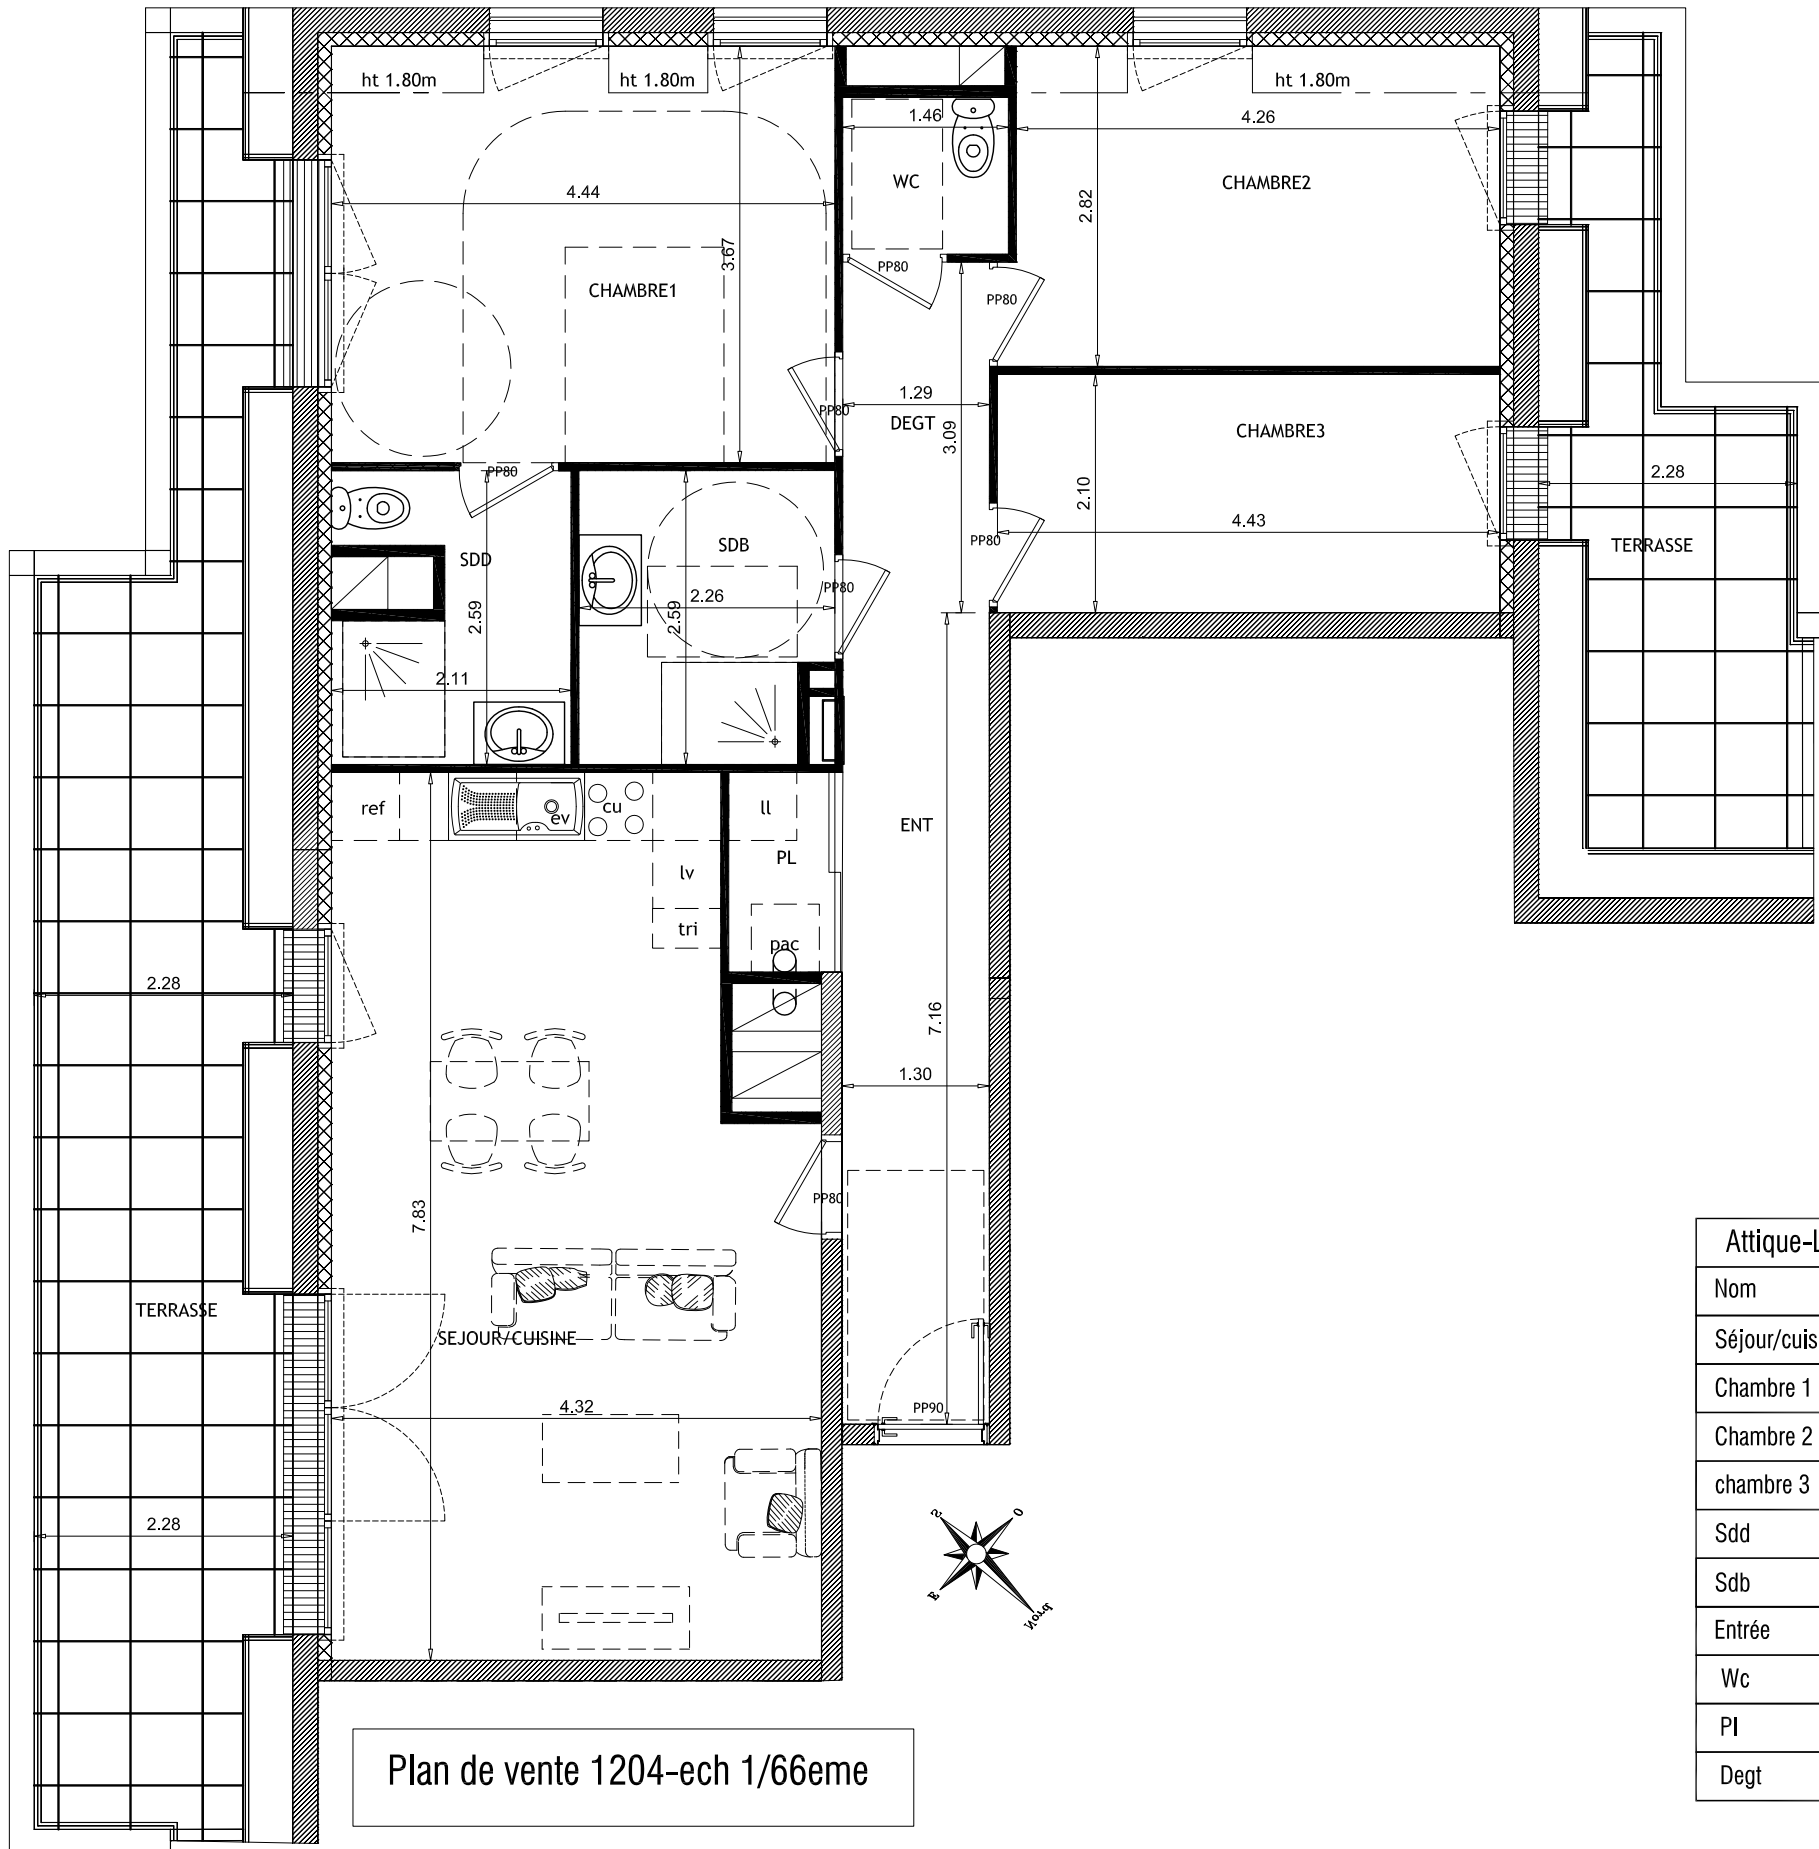 ht 1.80m
ht 1.80m
ht 1.80m
1.46
4.26
WC
CHAMBRE2
4.44
2.82
3.67
PP80
CHAMBRE1
PP80
1.29
PP80
DEGT
3.09
CHAMBRE3
PP80
2.28
2.10
4.43
SDD
SDB
PP80
TERRASSE
PP80
2.26
2.59
2.59
2.11
ref
ev
cu
ll
ENT
PL
lv
tri
pac
2.28
7.16
1.30
PP80
7.83
TERRASSE
SEJOUR/CUISINE
4.32
PP90
2.28
S
O
E
Nord
Attique-L
Nom
Séjour/cuis
Chambre 1
Chambre 2
chambre 3
Sdd
Sdb
Entrée
Wc
Pl
Degt
Plan de vente 1204-ech 1/66eme